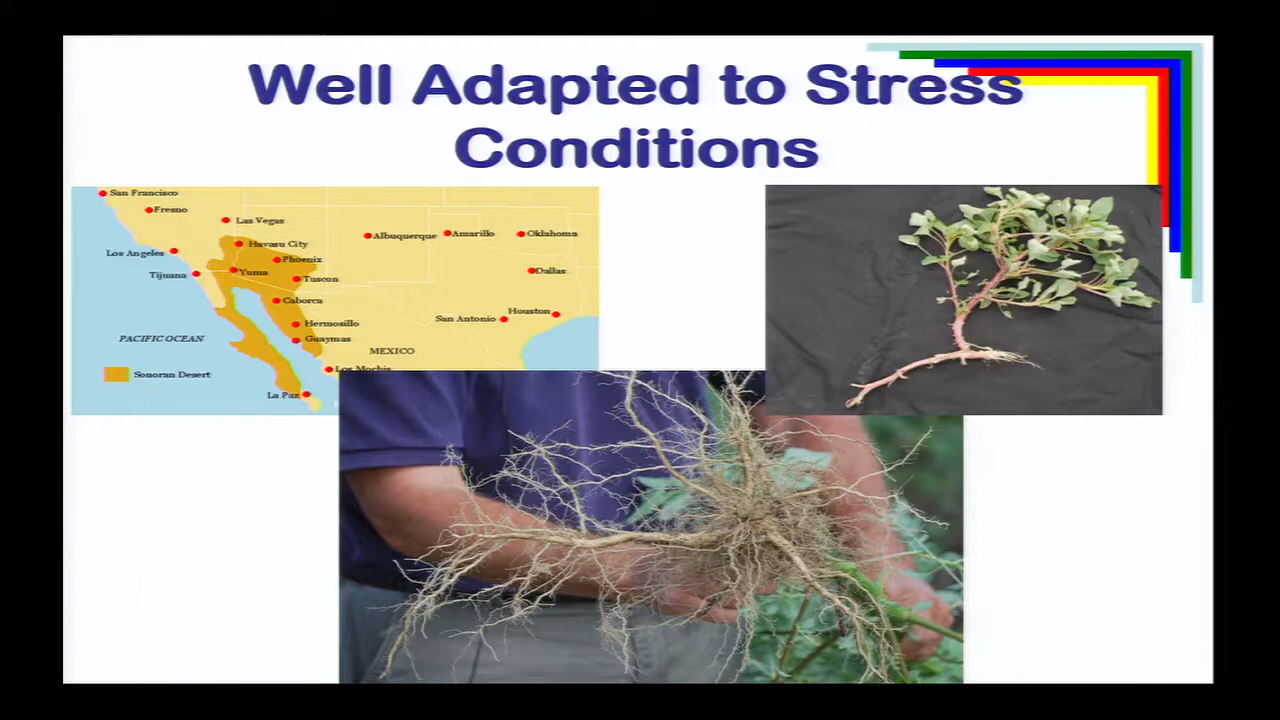 Well Adapted to Stress
Conditions
San Francisco
Fresno
Las Vegas
Albuquerque
Amarillo
Oklahoma
Havasu City
Los Angeles
Phoenix
Tijuana
Yuma
Tuscon
Dallas
Caborca
Houston
San Antonio
Hermosillo
PACIFIC OCEAN
Guaymas
MEXICO
Los Mochis
Sonoran Desert
La Paz